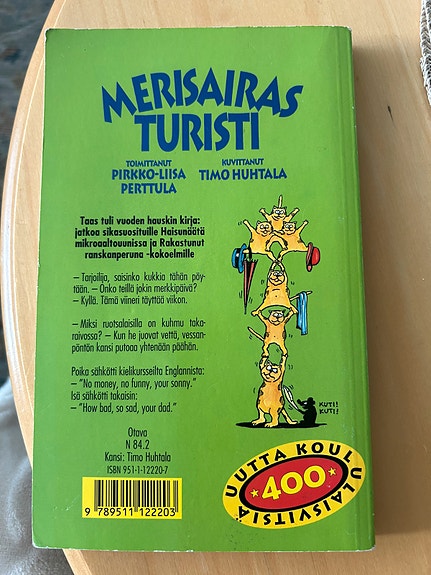 MERISAIRAS
TURISTI
TOIMITTANUT
PIRKKO-LIISA
PERTTULA
KUVITTANUT
TIMO HUHTALA
Taas tuli vuoden hauskin kirja:
jatkoa sikasuosituille Haisunäätä
mikroaaltouunissa ja Rakastunut
ranskanperuna -kokoelmille
– Tarjoilija, saisinko kukkia tähän pöy-
tään. – Onko teillä jokin merkkipäivä?
– Kyllä. Tämä viineri täyttää viikon.
– Miksi ruotsalaisilla on kuhmu taka-
raivossa? – Kun he juovat vettä, vessan-
pöntön kansi putoaa yhtenään päähän.
Poika sähkötti kielikursseilta Englannista:
– "No money, no funny, your sonny."
Isä sähkötti takaisin:
– "How bad, so sad, your dad."
KUTI!
KUTI!
Otava
N 84.2
Kansi: Timo Huhtala
ISBN 951-1-12220-7
9 789511 122203
UUTTA KOULULAISVITSIÄ
400